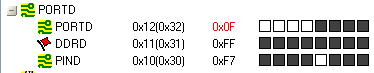 PORTD
PORTD 0x12(0x32) 0x0F
DDRD 0x11(0x31) 0xFF
PIND 0x10(0x30) 0xF7